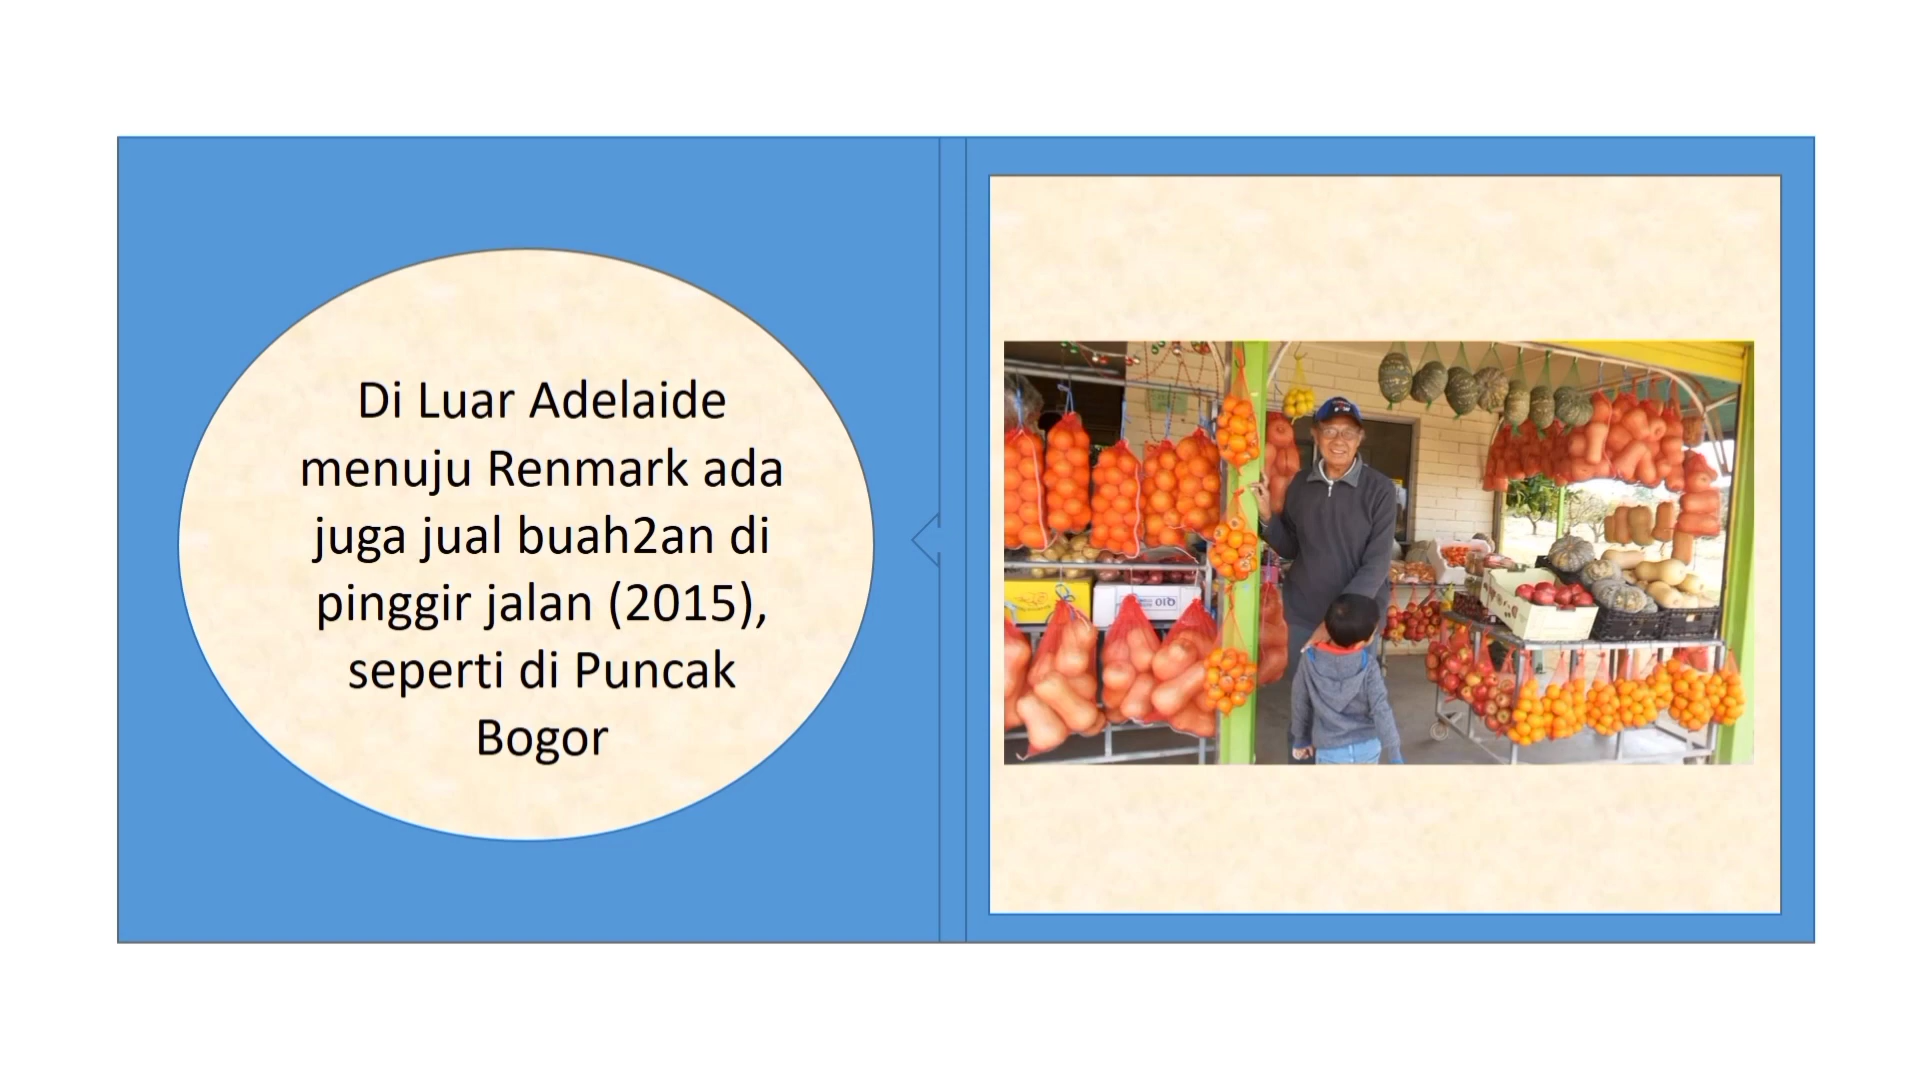 Di Luar Adelaide
menuju Renmark ada
juga jual buah2an di
pinggir jalan (2015),
seperti di Puncak
Bogor